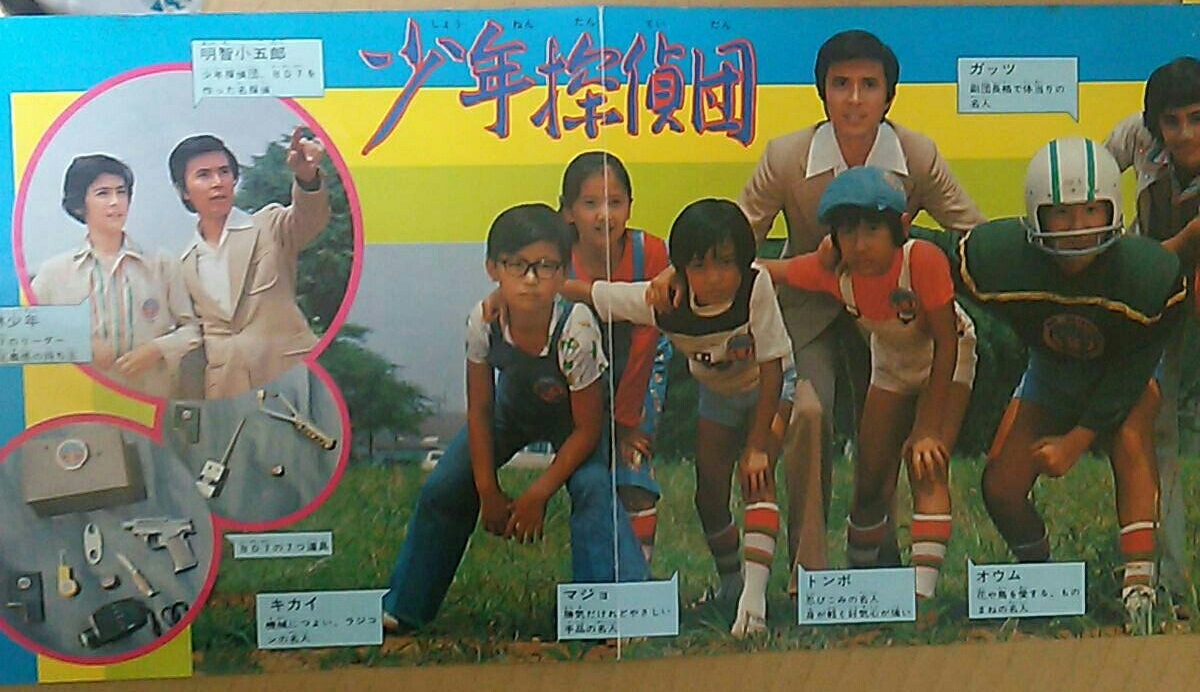 少年探偵団
しょう ねん たん てい だん
明智小五郎
少年探偵団、BD7を
作った名探偵
ガッツ
副団長格で体当りの
名人
林少年
のリーダー
BD7の7つ道具
キカイ
機械につよい、ラジコ
ンの名人
マジョ
陽気だけれどやさしい
手品の名人
トンボ
忍びこみの名人
身が軽く好奇心が強い
オウム
花や鳥を愛する、もの
まねの名人